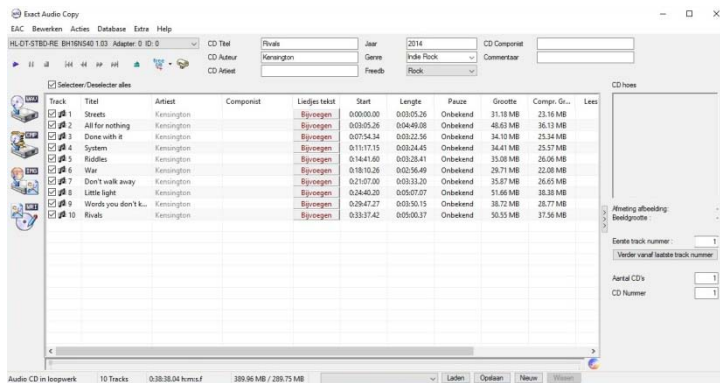 Exact Audio Copy
EAC Bewerken Acties Database Extra Help
HL-DT-STBD-RE BH16NS40 1.03 Adapter: 0 ID: 0
CD Titel Rivals Jaar 2014 CD Componist
CD Auteur Kensington Genre Indie Rock Commentaar
CD Artiest Freedb Rock
Selecteer/Deselecter alles CD hoes
Track Titel Artiest Componist Liedjes tekst Start Lengte Pauze Grootte Compr. Gr... Lees
1 Streets Kensington Bijvoegen 0:00:00.00 0:03:05.26 Onbekend 31.18 MB 23.16 MB
2 All for nothing Kensington Bijvoegen 0:03:05.26 0:04:49.08 Onbekend 48.63 MB 36.13 MB
3 Done with it Kensington Bijvoegen 0:07:54.34 0:03:22.56 Onbekend 34.10 MB 25.34 MB
4 System Kensington Bijvoegen 0:11:17.15 0:03:24.45 Onbekend 34.41 MB 25.57 MB
5 Riddles Kensington Bijvoegen 0:14:41.60 0:03:28.41 Onbekend 35.08 MB 26.06 MB
6 War Kensington Bijvoegen 0:18:10.26 0:02:56.49 Onbekend 29.71 MB 22.08 MB
7 Don't walk away Kensington Bijvoegen 0:21:07.00 0:03:33.20 Onbekend 35.87 MB 26.65 MB
8 Little light Kensington Bijvoegen 0:24:40.20 0:05:07.07 Onbekend 51.66 MB 38.38 MB
9 Words you don't k... Kensington Bijvoegen 0:29:47.27 0:03:50.15 Onbekend 38.72 MB 28.77 MB
10 Rivals Kensington Bijvoegen 0:33:37.42 0:05:00.37 Onbekend 50.55 MB 37.56 MB
WAV
CMP
IMG
WRITE
Afmeting afbeelding: -
Beeldgrootte : -
Eerste track nummer : 1
Verder vanaf laatste track nummer
Aantal CD's 1
CD Nummer 1
Audio CD in loopwerk 10 Tracks 0:38:38.04 h:m:s.f 389.96 MB / 289.75 MB Laden Opslaan Nieuw Wissen